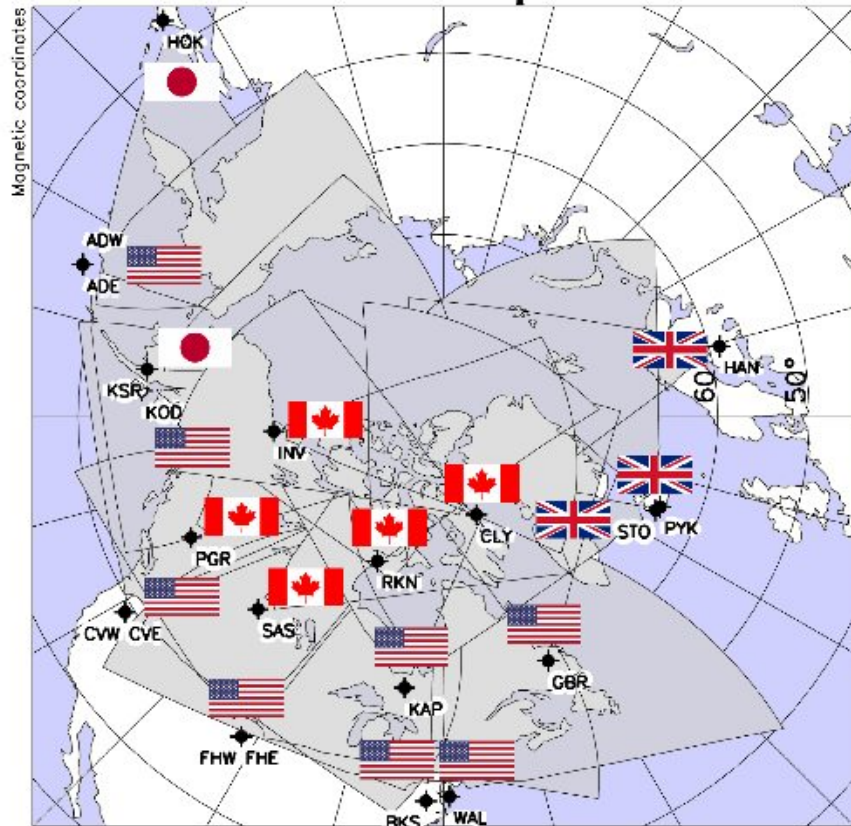 Magnetic coordinates
HOK
ADW
ADE
HAN
60
50°
KSR
KOD
INV
PGR
RKN
CLY
STO
PYK
CVW CVE
SAS
GBR
KAP
FHW FHE
BKS
WAL